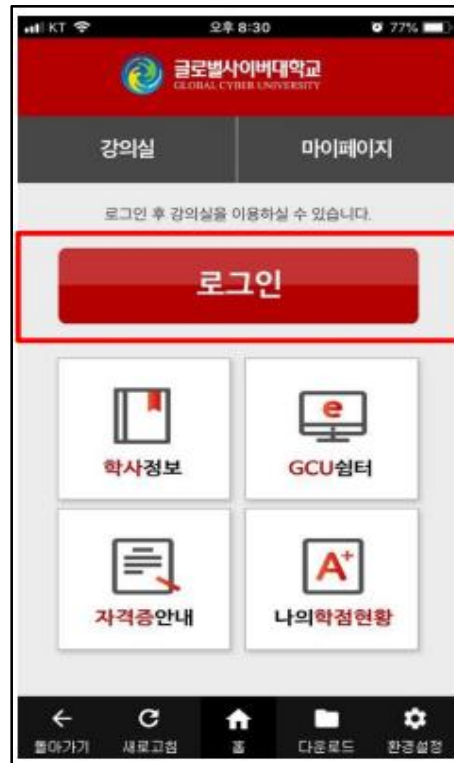 KT 오후 8:30 77%
글로벌사이버대학교
GLOBAL CYBER UNIVERSITY
강의실 마이페이지
로그인 후 강의실을 이용하실 수 있습니다.
로그인
e
학사정보 GCU쉼터
A+
자격증안내 나의학점현황
돌아가기 새로고침 홈 다운로드 환경설정